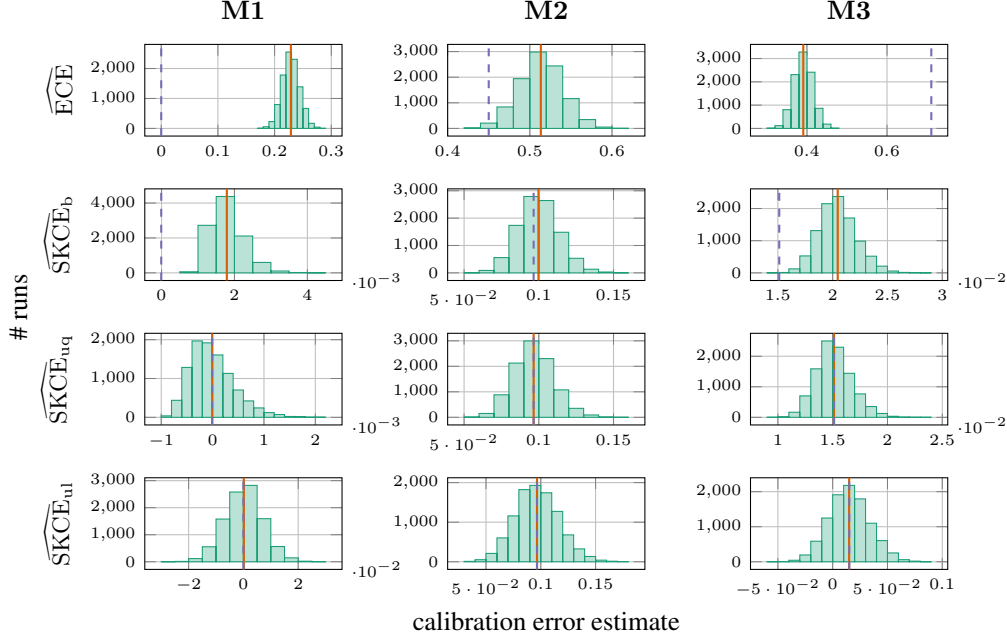 M1 M2 M3
ECE
2,000
1,000
0
0 0.1 0.2 0.3
3,000
2,000
1,000
0
0.4 0.5 0.6
3,000
2,000
1,000
0
0.4 0.6
SKCE_b
4,000
2,000
0
0 2 4
·10⁻³
3,000
2,000
1,000
0
5 · 10⁻² 0.1 0.15
2,000
1,000
0
1.5 2 2.5 3
·10⁻²
# runs
SKCE_uq
2,000
1,000
0
−1 0 1 2
·10⁻³
3,000
2,000
1,000
0
5 · 10⁻² 0.1 0.15
2,000
1,000
0
1 1.5 2 2.5
·10⁻²
SKCE_ul
3,000
2,000
1,000
0
−2 0 2
·10⁻²
2,000
1,000
0
5 · 10⁻² 0.1 0.15
2,000
1,000
0
−5 · 10⁻² 0 5 · 10⁻² 0.1
calibration error estimate